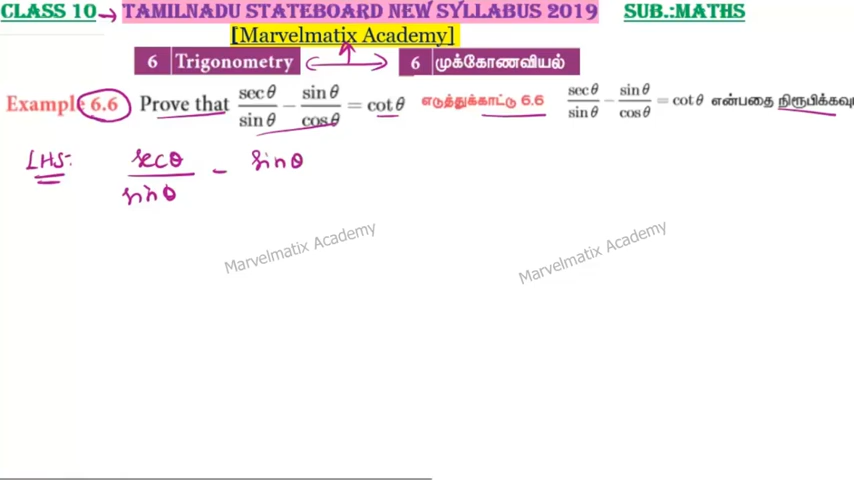 CLASS 10 → TAMILNADU STATEBOARD NEW SYLLABUS 2019 SUB.:MATHS
[Marvelmatix Academy]
6 Trigonometry 6 முக்கோணவியல்
Example 6.6 Prove that secθ/sinθ − sinθ/cosθ = cotθ எடுத்துக்காட்டு 6.6 secθ/sinθ − sinθ/cosθ = cotθ என்பதை நிரூபிக்கவு
LHS: secθ/sinθ − sinθ
Marvelmatix Academy
Marvelmatix Academy